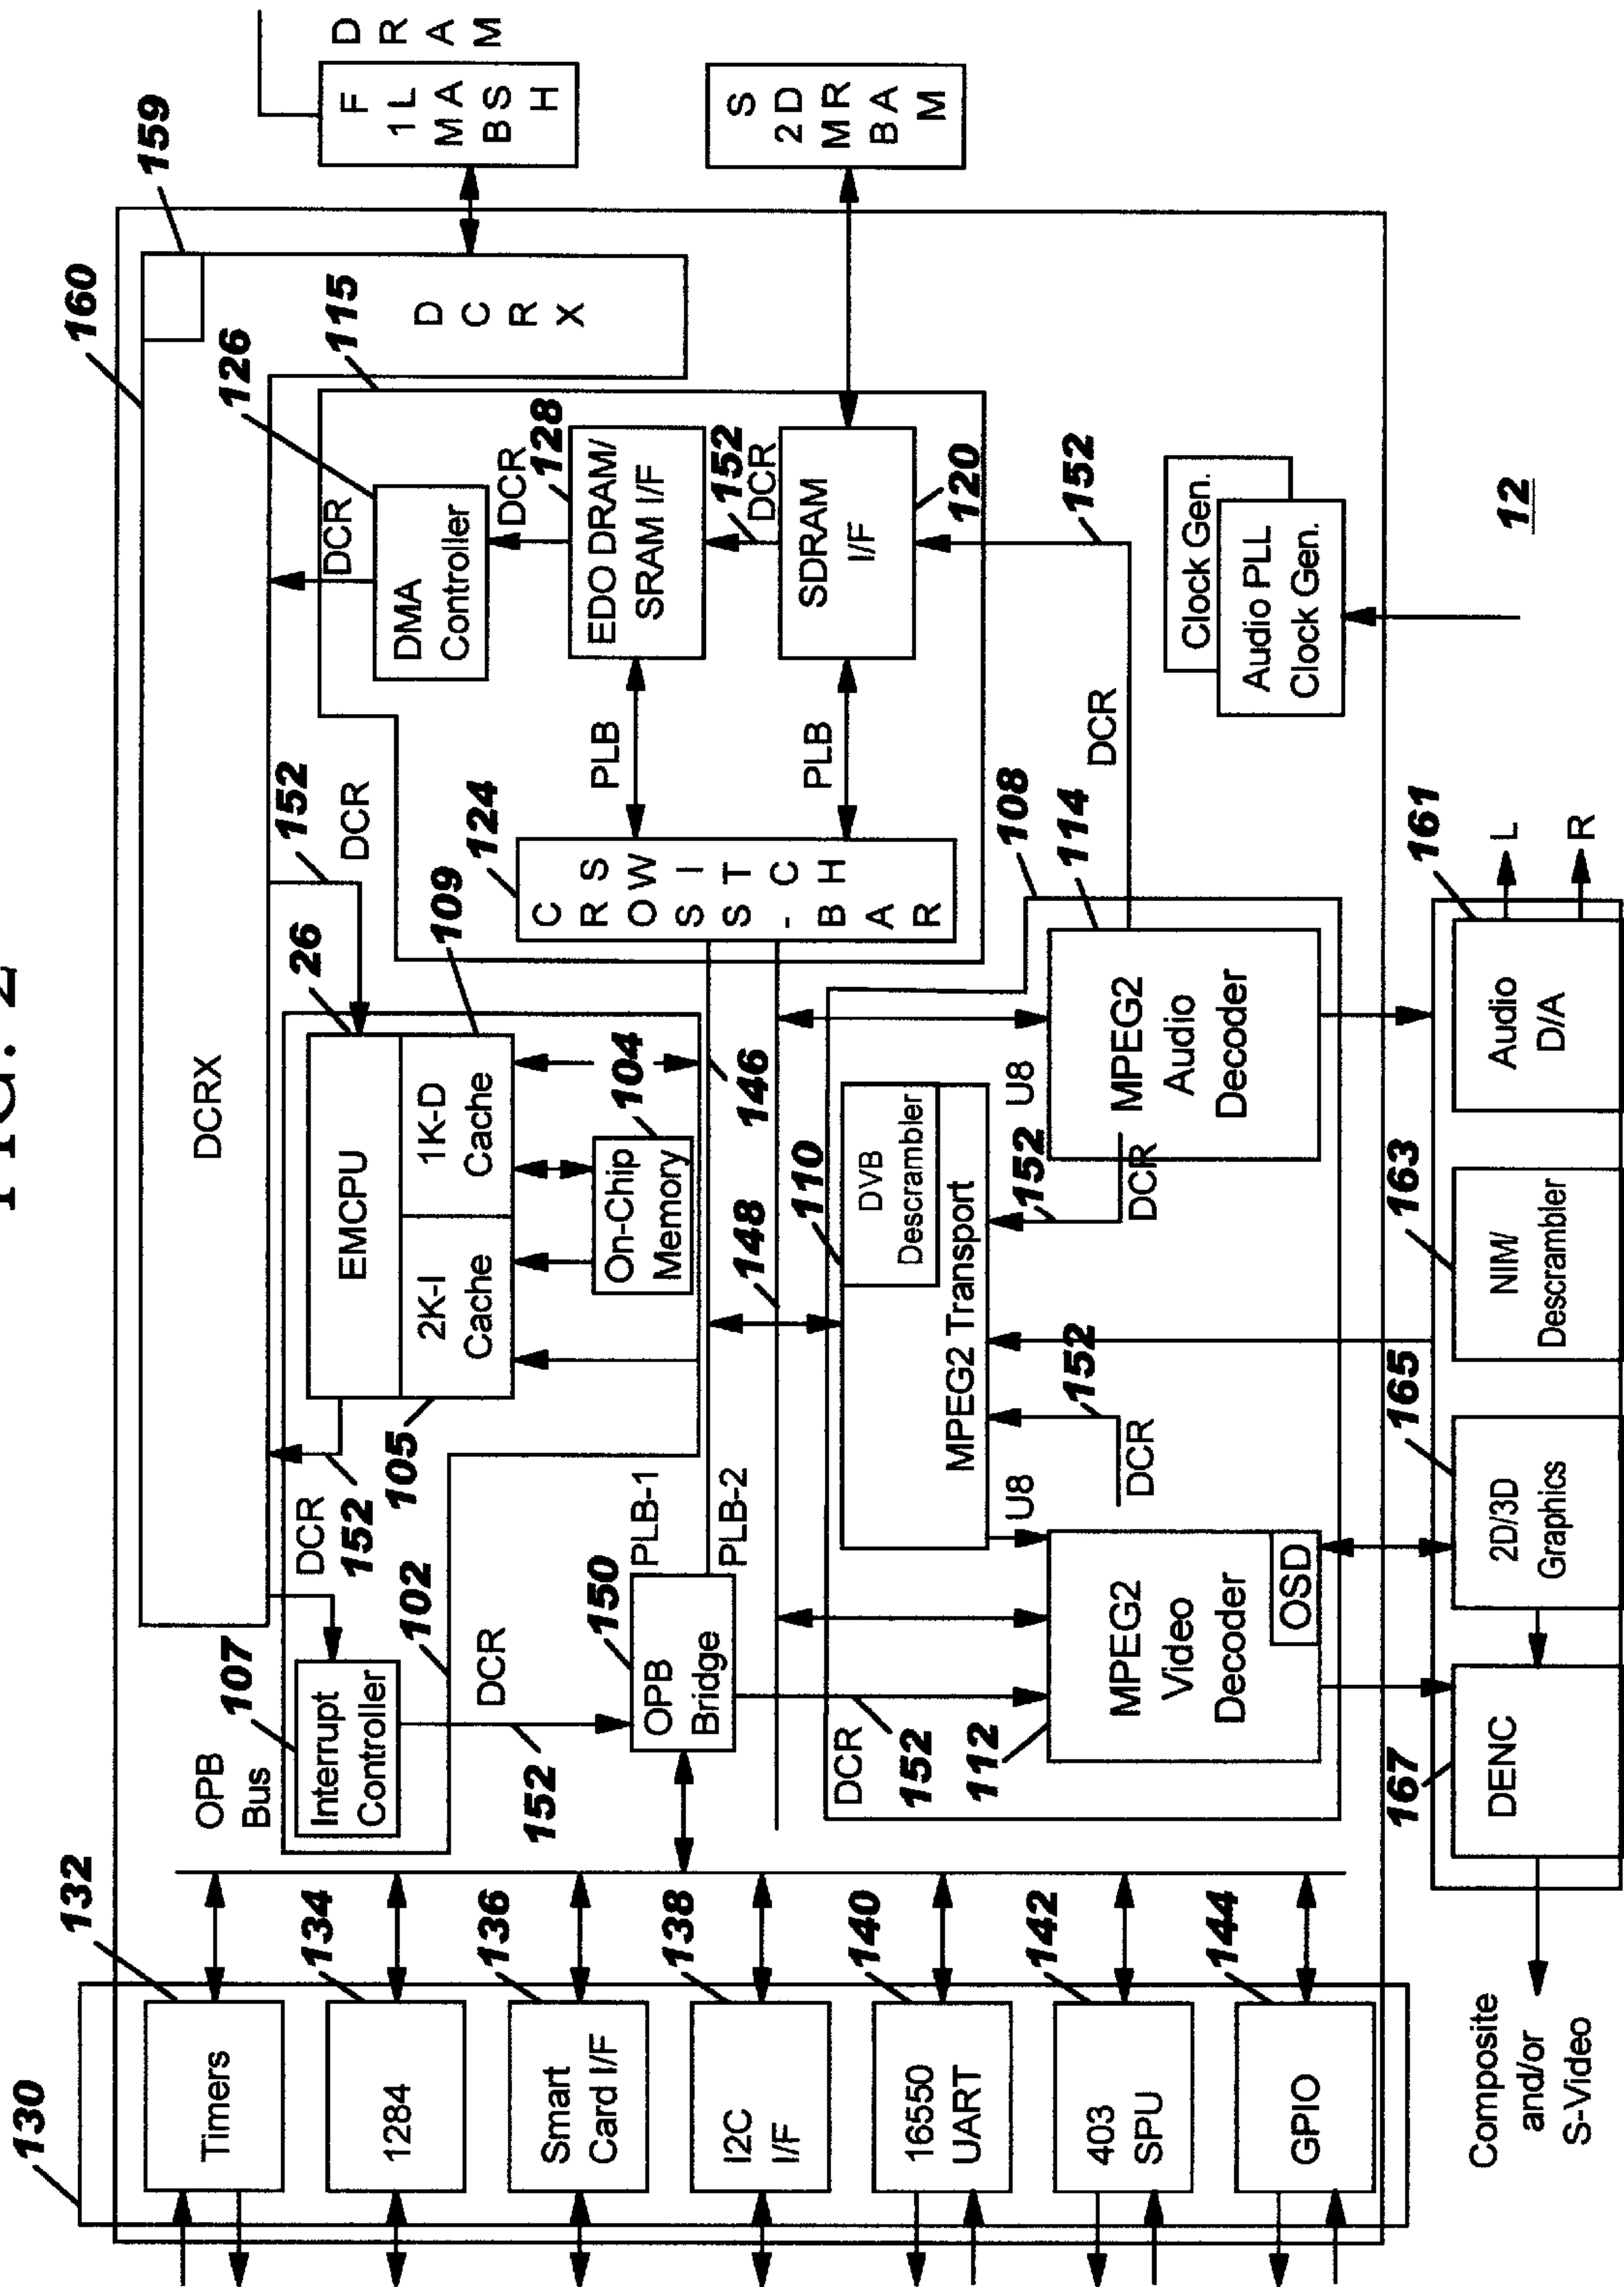 FIG. 2
130
132
Timers
134
1284
136
Smart
Card I/F
138
I2C
I/F
140
16550
UART
142
403
SPU
144
GPIO
OPB
Bus
160
DCRX
159
DCRX
107
Interrupt
Controller
DCR
152
102
DCR
152
EMCPU
26
2K-I
Cache
1K-D
Cache
105
109
On-Chip
Memory
104
152
DCR
150
OPB
Bridge
PLB-1
PLB-2
146
148
124
CROSS-BAR
SWITCH
PLB
PLB
115
126
DMA
Controller
DCR
DCR
128
EDO DRAM/
SRAM I/F
152
DCR
SDRAM
I/F
120
152
DCR
1MB
FLASH
DRAM
2MB
SDRAM
108
110
DVB
Descrambler
MPEG2 Transport
U8
U8
152
DCR
152
DCR
DCR
152
112
MPEG2
Video
Decoder
OSD
114
MPEG2
Audio
Decoder
Clock Gen.
Audio PLL
Clock Gen.
12
167
DENC
165
2D/3D
Graphics
163
NIM/
Descrambler
161
Audio
D/A
L
R
Composite
and/or
S-Video